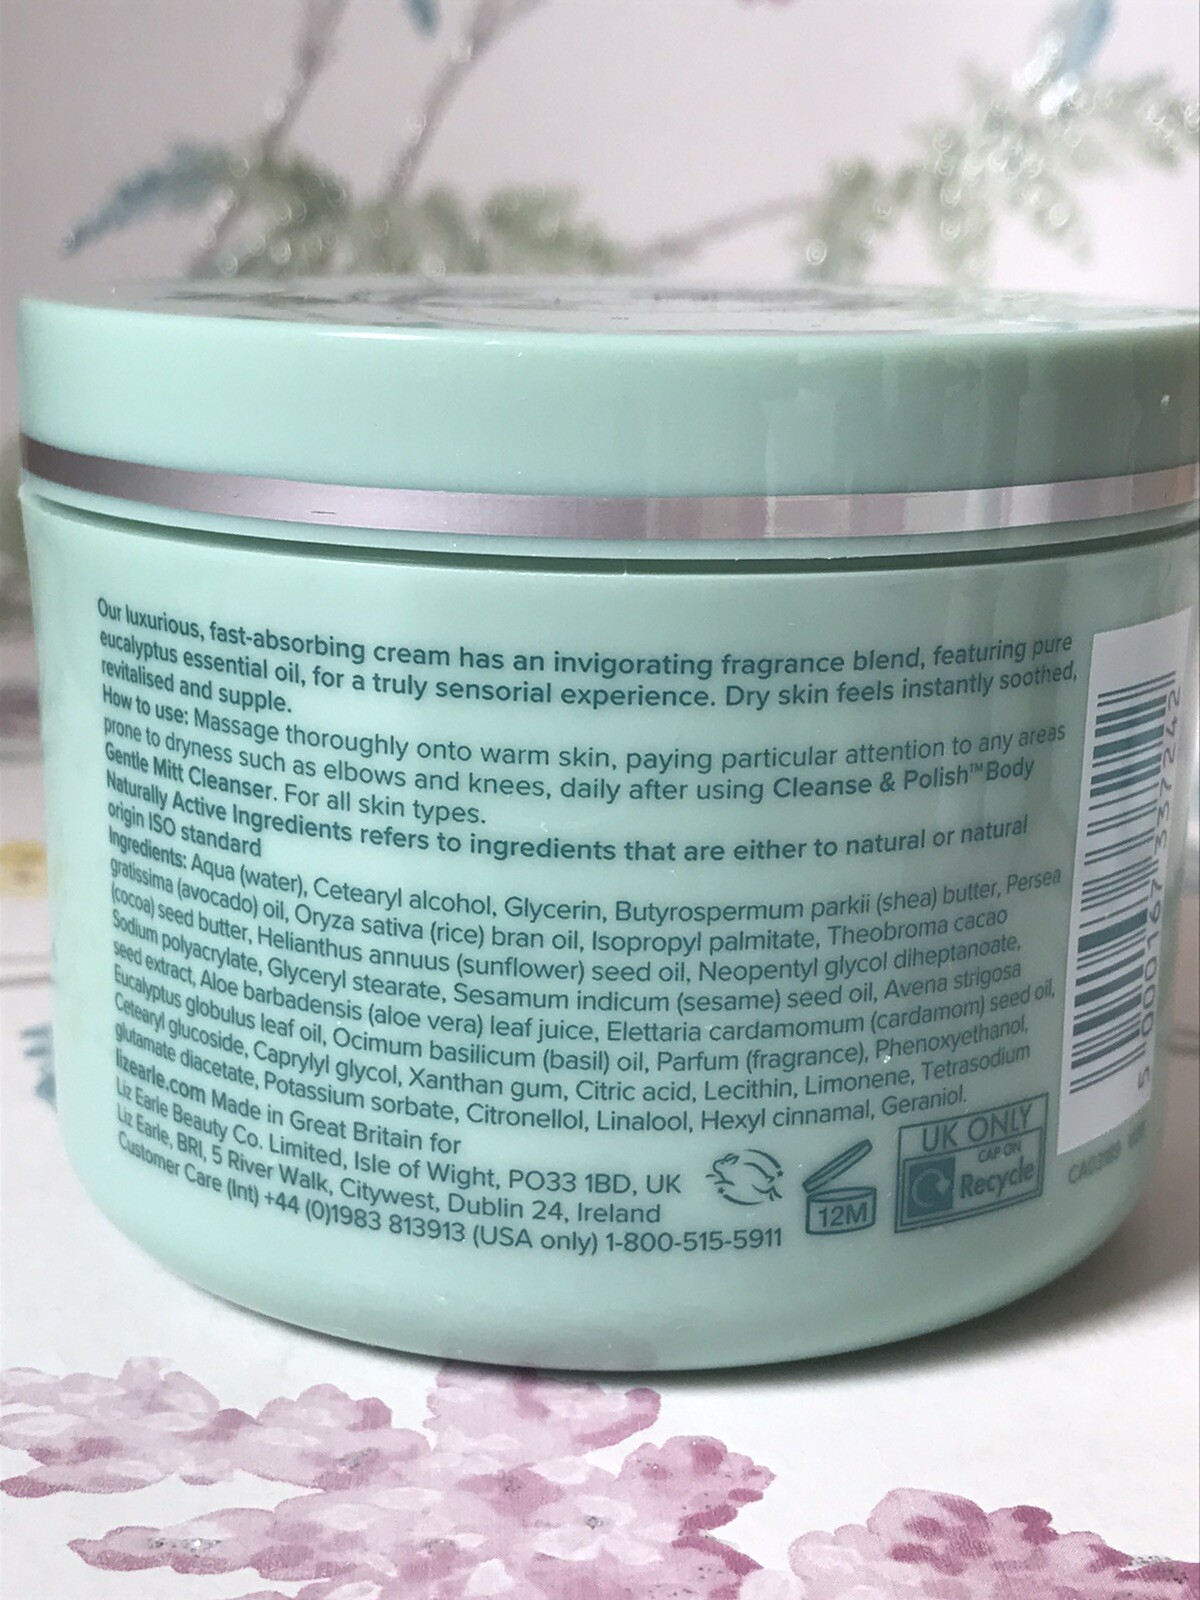 Our luxurious, fast-absorbing cream has an invigorating fragrance blend, featuring pure
eucalyptus essential oil, for a truly sensorial experience. Dry skin feels instantly soothed,
revitalised and supple.
How to use: Massage thoroughly onto warm skin, paying particular attention to any areas
prone to dryness such as elbows and knees, daily after using Cleanse & Polish™ Body
Gentle Mitt Cleanser. For all skin types.
Naturally Active Ingredients refers to ingredients that are either to natural or natural
origin ISO standard
Ingredients: Aqua (water), Cetearyl alcohol, Glycerin, Butyrospermum parkii (shea) butter, Persea
gratissima (avocado) oil, Oryza sativa (rice) bran oil, Isopropyl palmitate, Theobroma cacao
(cocoa) seed butter, Helianthus annuus (sunflower) seed oil, Neopentyl glycol diheptanoate,
Sodium polyacrylate, Glyceryl stearate, Sesamum indicum (sesame) seed oil, Avena strigosa
seed extract, Aloe barbadensis (aloe vera) leaf juice, Elettaria cardamomum (cardamom) seed oil,
Eucalyptus globulus leaf oil, Ocimum basilicum (basil) oil, Parfum (fragrance), Phenoxyethanol,
Cetearyl glucoside, Caprylyl glycol, Xanthan gum, Citric acid, Lecithin, Limonene, Tetrasodium
glutamate diacetate, Potassium sorbate, Citronellol, Linalool, Hexyl cinnamal, Geraniol.
lizearle.com Made in Great Britain for
Liz Earle Beauty Co. Limited, Isle of Wight, PO33 1BD, UK
Liz Earle, BRI, 5 River Walk, Citywest, Dublin 24, Ireland
Customer Care (Int) +44 (0)1983 813913 (USA only) 1-800-515-5911
12M
UK ONLY
CAP ON
Recycle
5 000167 337242